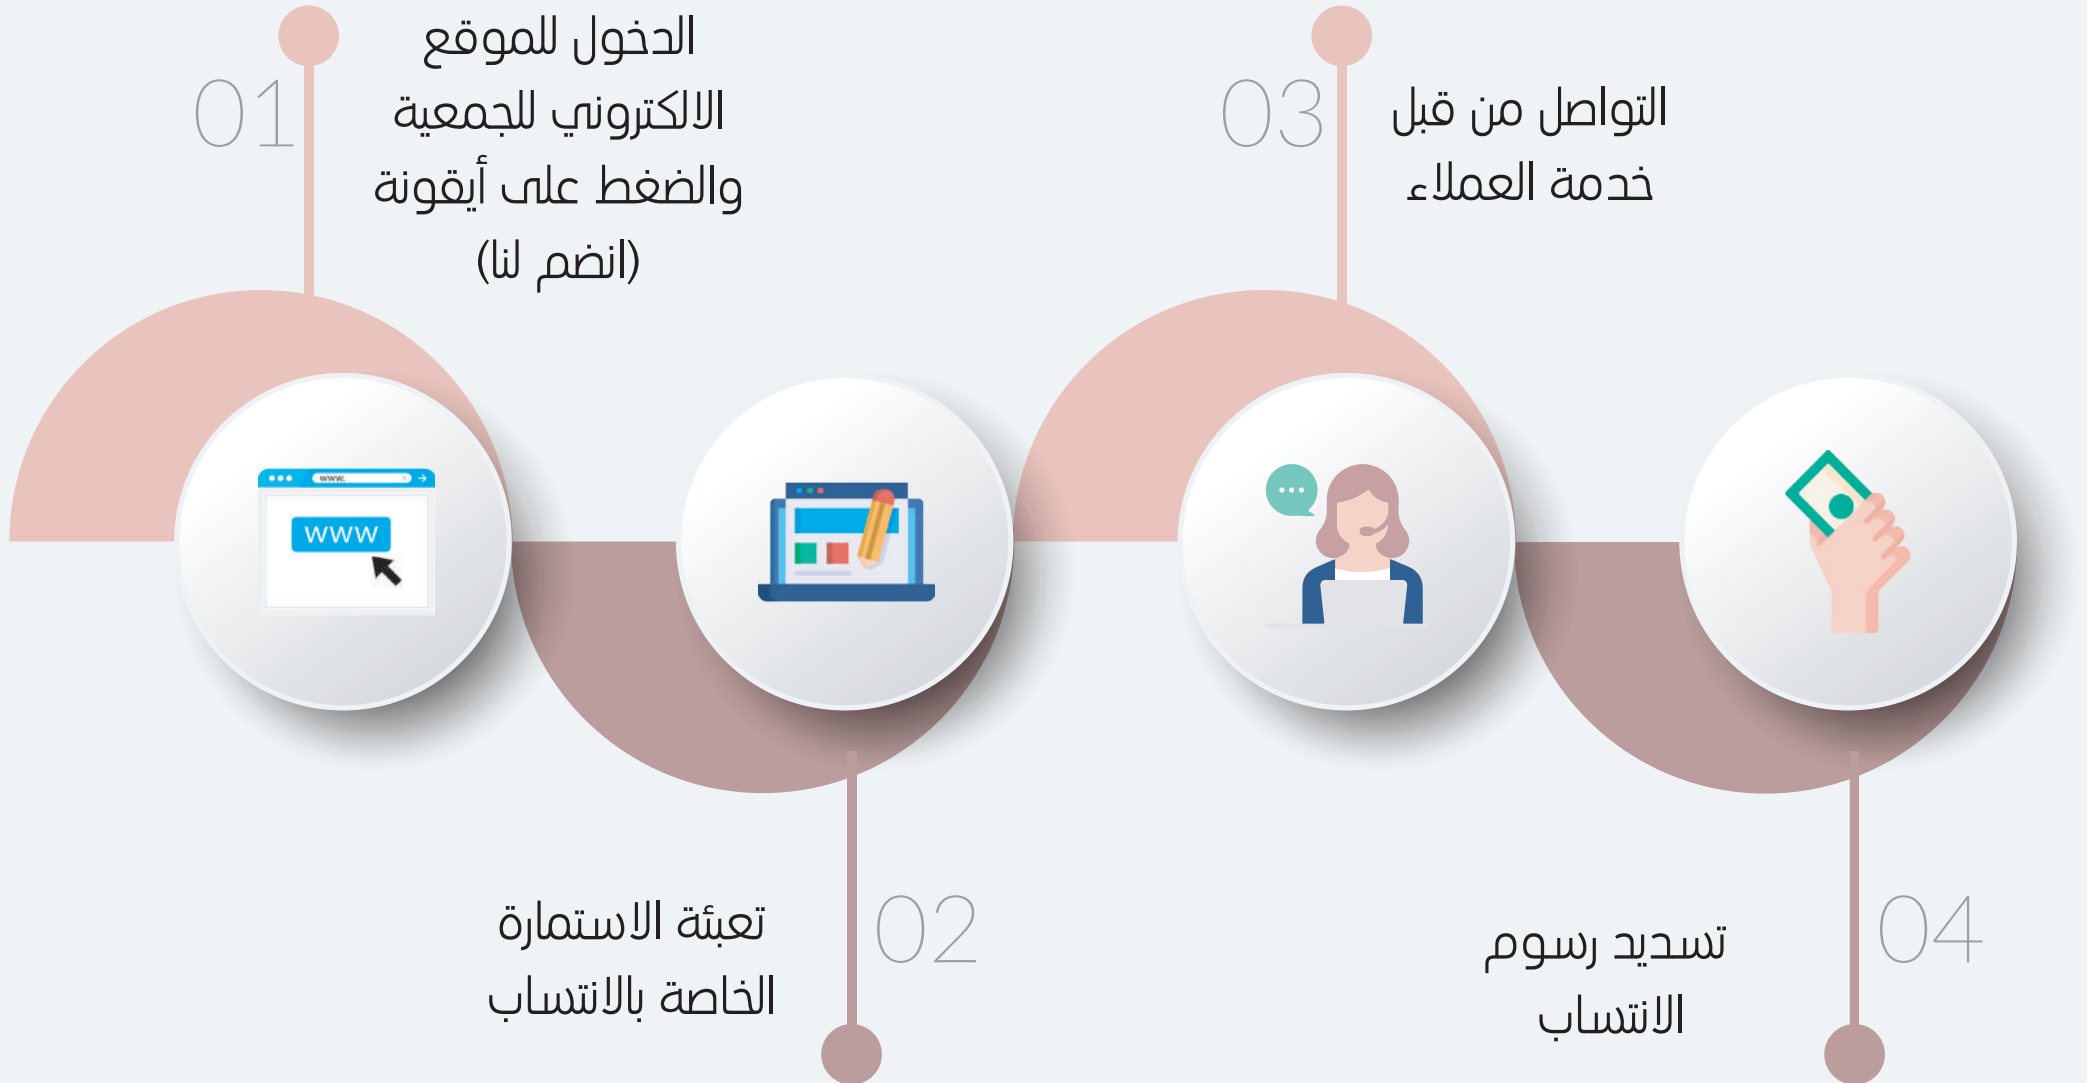 01
الدخول للموقع
الالكتروني للجمعية
والضغط على أيقونة
(انضم لنا)
www.
www
02
تعبئة الاستمارة
الخاصة بالانتساب
03
التواصل من قبل
خدمة العملاء
04
تسديد رسوم
الانتساب